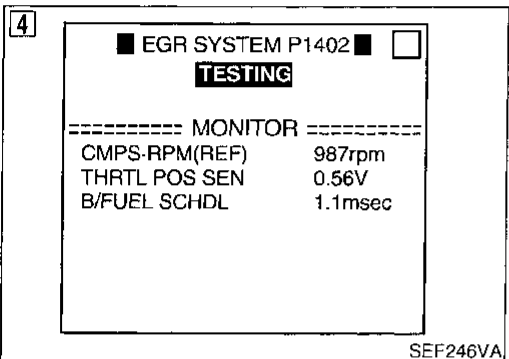 4
■ EGR SYSTEM P1402 ■
TESTING
========= MONITOR =========
CMPS-RPM(REF) 987rpm
THRTL POS SEN 0.56V
B/FUEL SCHDL 1.1msec
SEF246VA